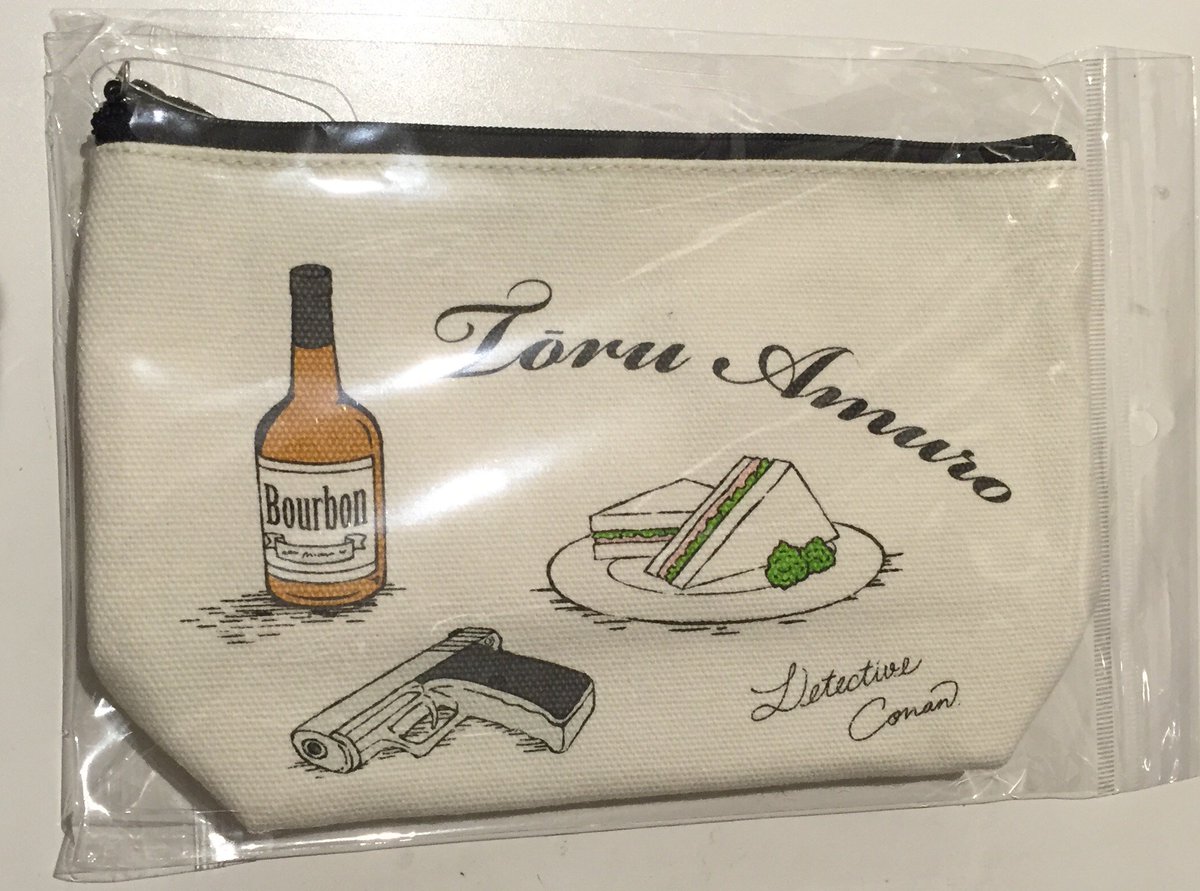 Tōru Amuro
Bourbon
Detective
Conan